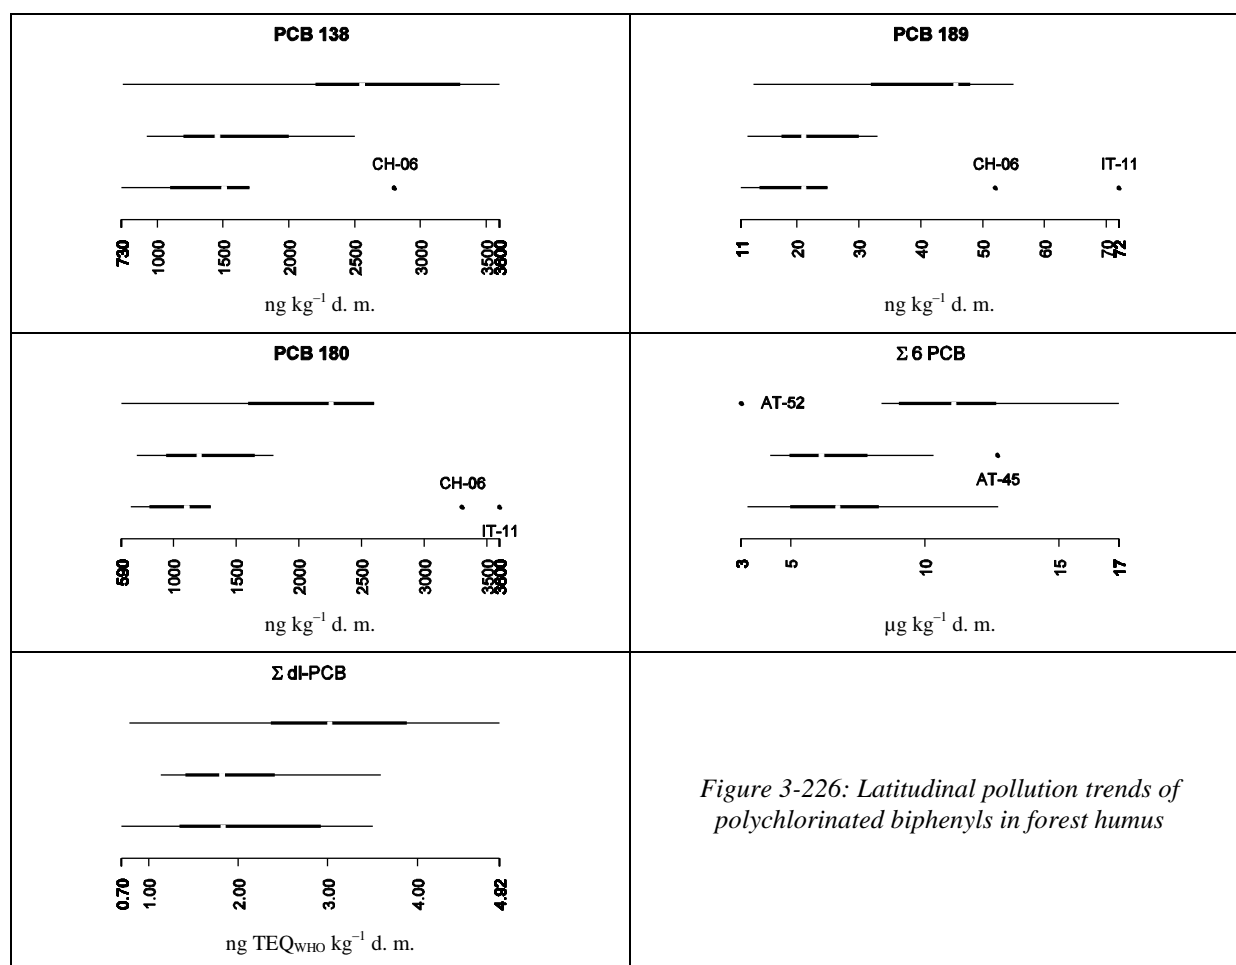 PCB 138
CH-06
730 1000 1500 2000 2500 3000 3500 3600
ng kg⁻¹ d. m.
PCB 189
CH-06 IT-11
11 20 30 40 50 60 70 72
ng kg⁻¹ d. m.
PCB 180
CH-06
IT-11
590 1000 1500 2000 2500 3000 3500 3600
ng kg⁻¹ d. m.
Σ 6 PCB
AT-52
AT-45
3 5 10 15 17
µg kg⁻¹ d. m.
Σ dl-PCB
0.70 1.00 2.00 3.00 4.00 4.92
ng TEQWHO kg⁻¹ d. m.
Figure 3-226: Latitudinal pollution trends of
polychlorinated biphenyls in forest humus